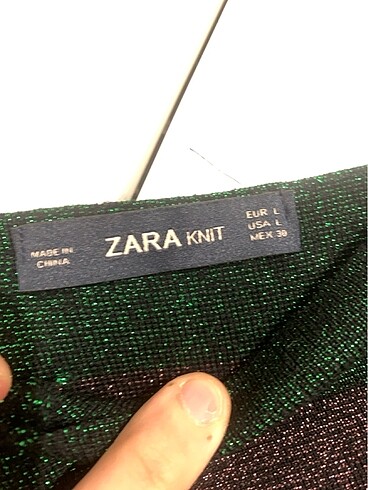 MADE IN
CHINA
ZARA KNIT
EUR L
USA L
MEX 30